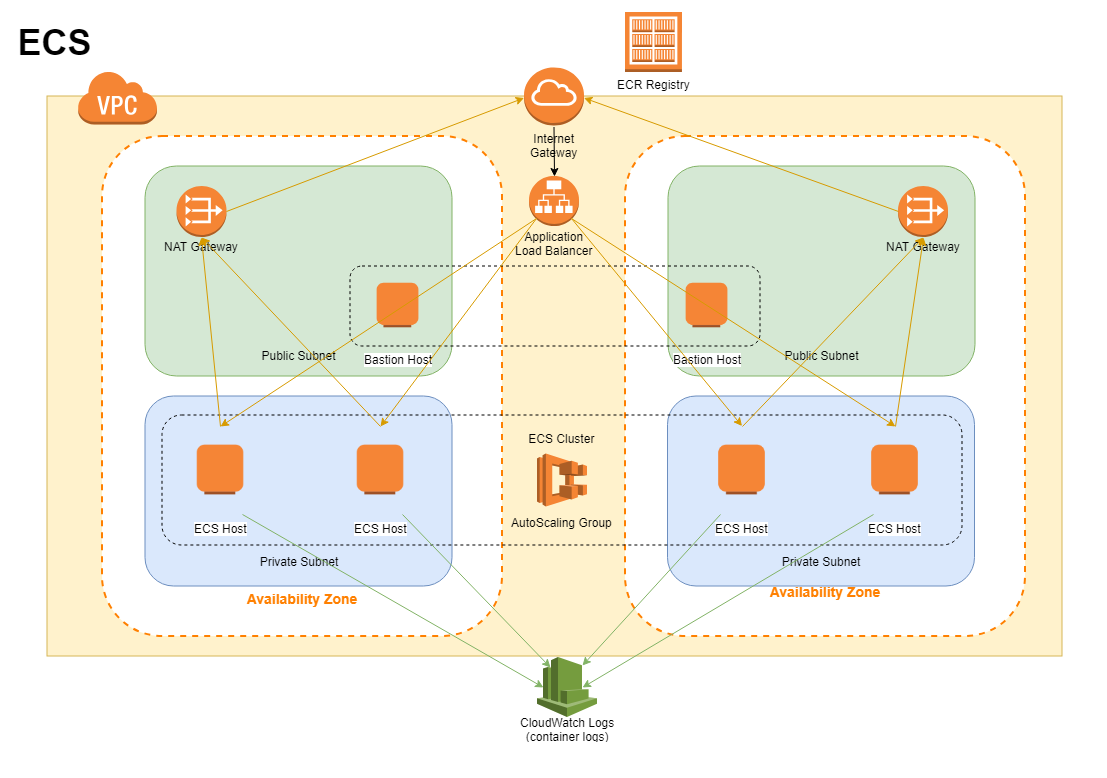 ECS
ECR Registry
VPC
Internet
Gateway
NAT Gateway
Application
Load Balancer
NAT Gateway
Public Subnet
Bastion Host
Bastion Host
Public Subnet
ECS Cluster
AutoScaling Group
ECS Host
ECS Host
ECS Host
ECS Host
Private Subnet
Private Subnet
Availability Zone
Availability Zone
CloudWatch Logs
(container logs)